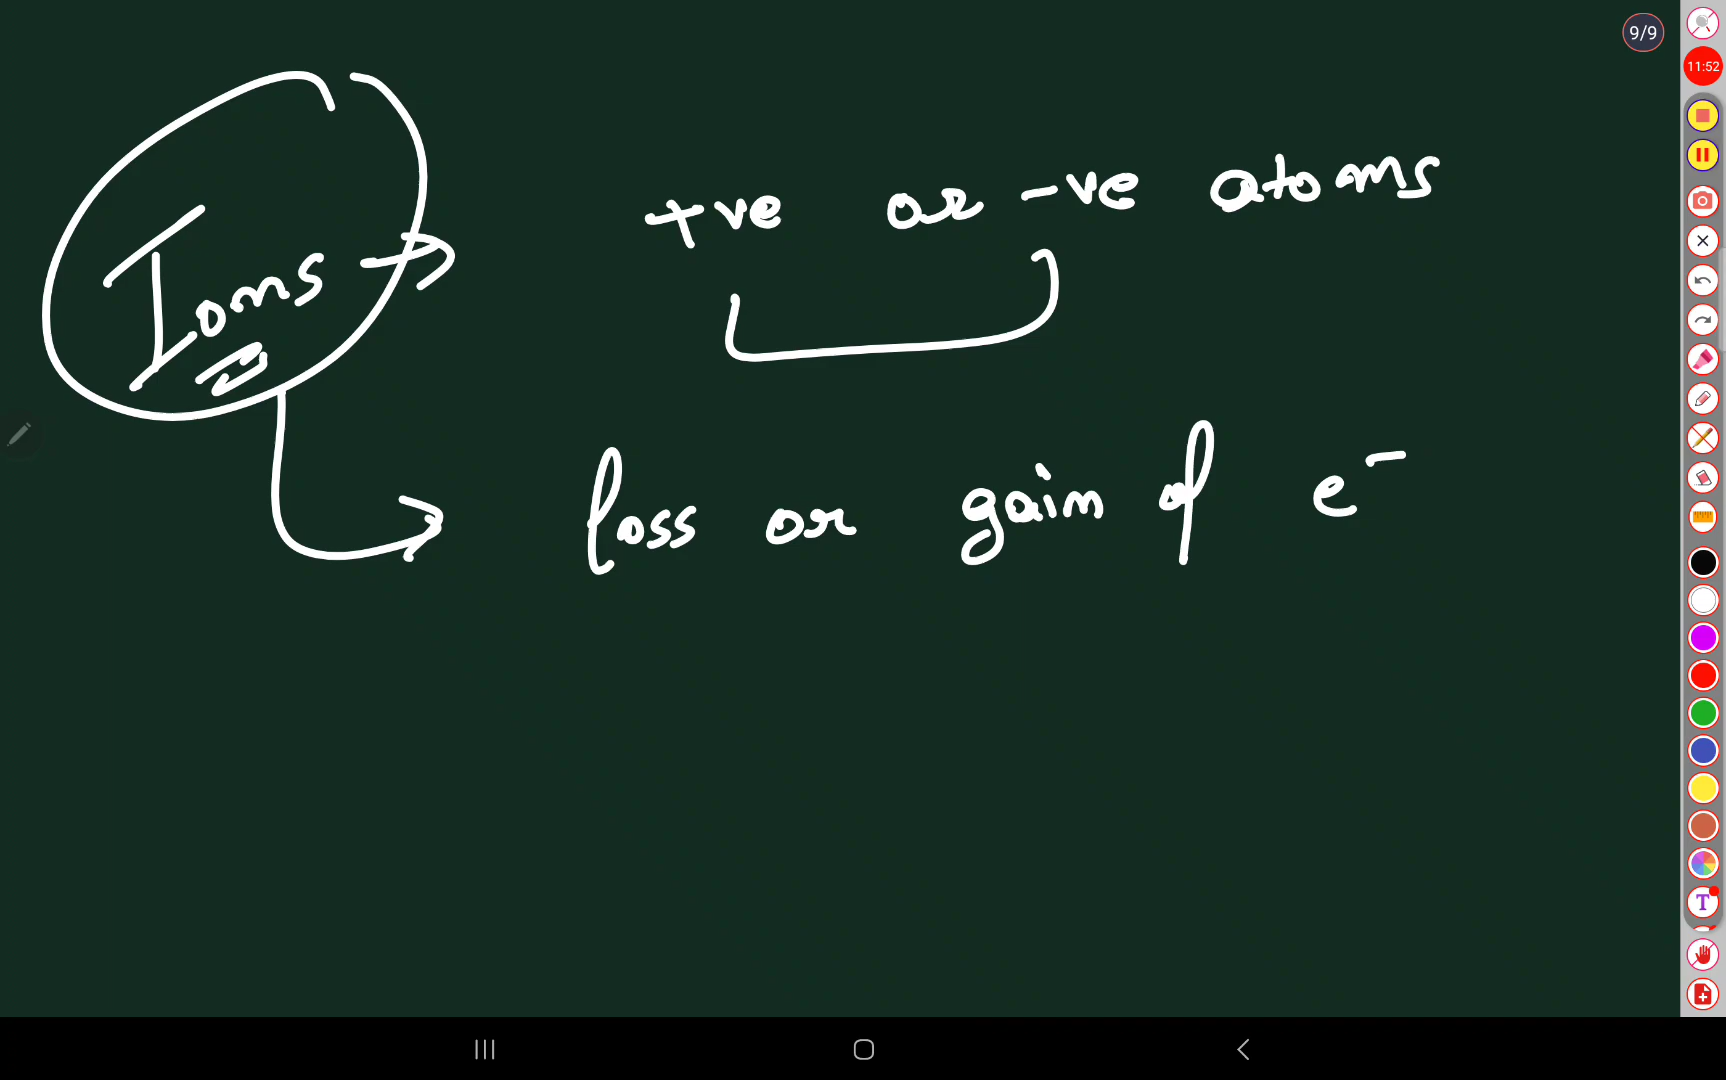 9/9
11:52
Ions → +ve or -ve atoms
loss or gain of e⁻
T